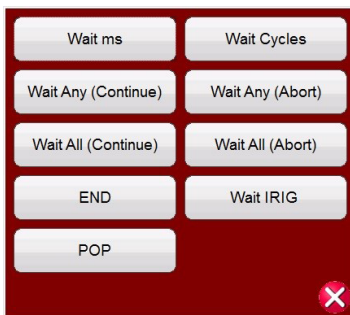 Wait ms
Wait Cycles
Wait Any (Continue)
Wait Any (Abort)
Wait All (Continue)
Wait All (Abort)
END
Wait IRIG
POP